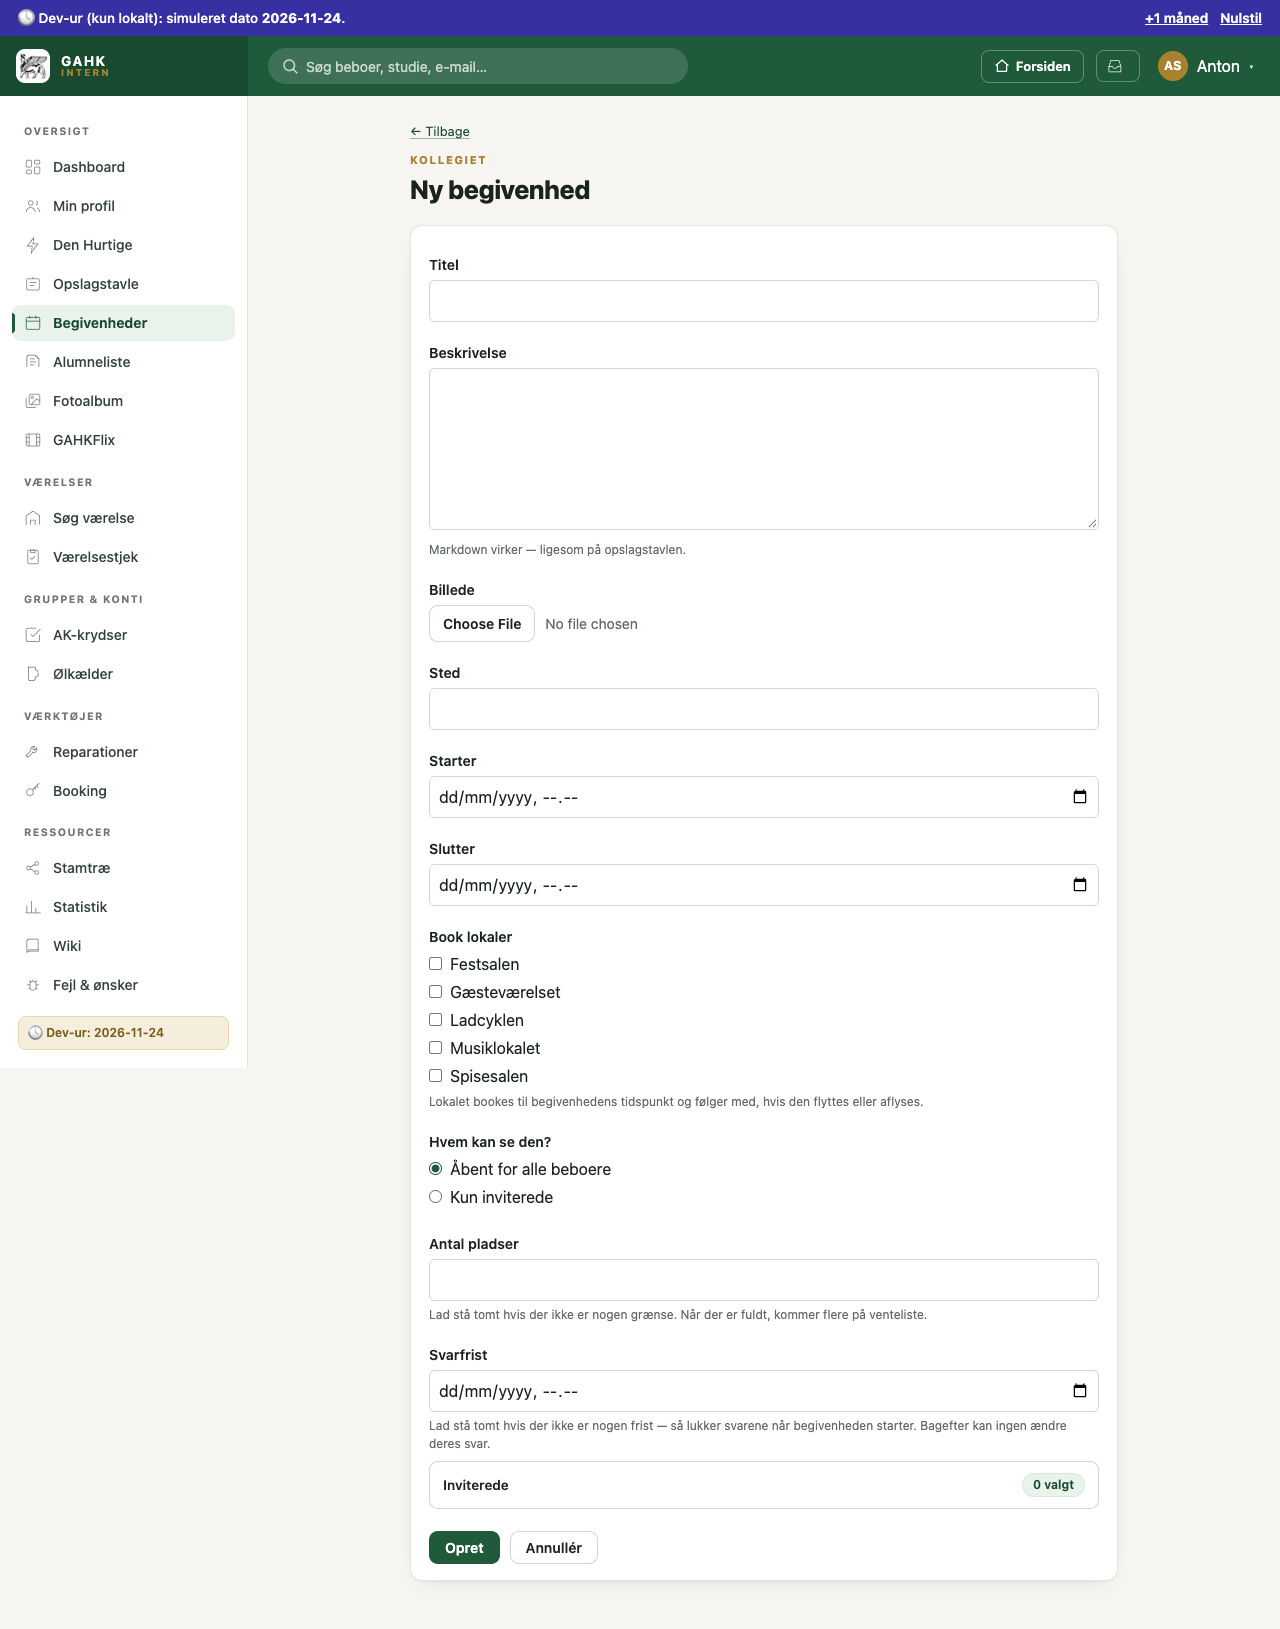 Dev-ur (kun lokalt): simuleret dato 2026-11-24.
+1 måned Nulstil
GAHK
INTERN
Søg beboer, studie, e-mail...
Forsiden
AS Anton
← Tilbage
KOLLEGIET
Ny begivenhed
OVERSIGT
Dashboard
Min profil
Den Hurtige
Opslagstavle
Begivenheder
Alumneliste
Fotoalbum
GAHKFlix
VÆRELSER
Søg værelse
Værelsestjek
GRUPPER & KONTI
AK-krydser
Ølkælder
VÆRKTØJER
Reparationer
Booking
RESSOURCER
Stamtræ
Statistik
Wiki
Fejl & ønsker
Dev-ur: 2026-11-24
Titel
Beskrivelse
Markdown virker — ligesom på opslagstavlen.
Billede
Choose File No file chosen
Sted
Starter
dd/mm/yyyy, --.--
Slutter
dd/mm/yyyy, --.--
Book lokaler
Festsalen
Gæsteværelset
Ladcyklen
Musiklokalet
Spisesalen
Lokalet bookes til begivenhedens tidspunkt og følger med, hvis den flyttes eller aflyses.
Hvem kan se den?
Åbent for alle beboere
Kun inviterede
Antal pladser
Lad stå tomt hvis der ikke er nogen grænse. Når der er fuldt, kommer flere på venteliste.
Svarfrist
dd/mm/yyyy, --.--
Lad stå tomt hvis der ikke er nogen frist — så lukker svarene når begivenheden starter. Bagefter kan ingen ændre
deres svar.
Inviterede
0 valgt
Opret Annullér